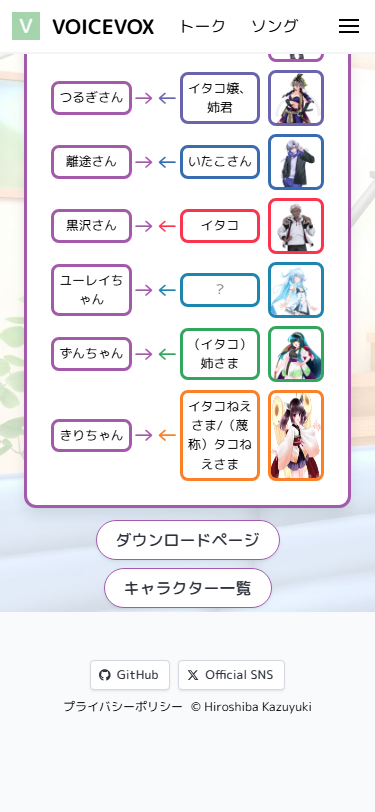 V VOICEVOX トーク ソング
つるぎさん
イタコ嬢、
姉君
離途さん
いたこさん
黒沢さん
イタコ
ユーレイち
ゃん
？
ずんちゃん
（イタコ）
姉さま
きりちゃん
イタコねえ
さま/（蔑
称）タコね
えさま
ダウンロードページ
キャラクター一覧
GitHub
Official SNS
プライバシーポリシー © Hiroshiba Kazuyuki